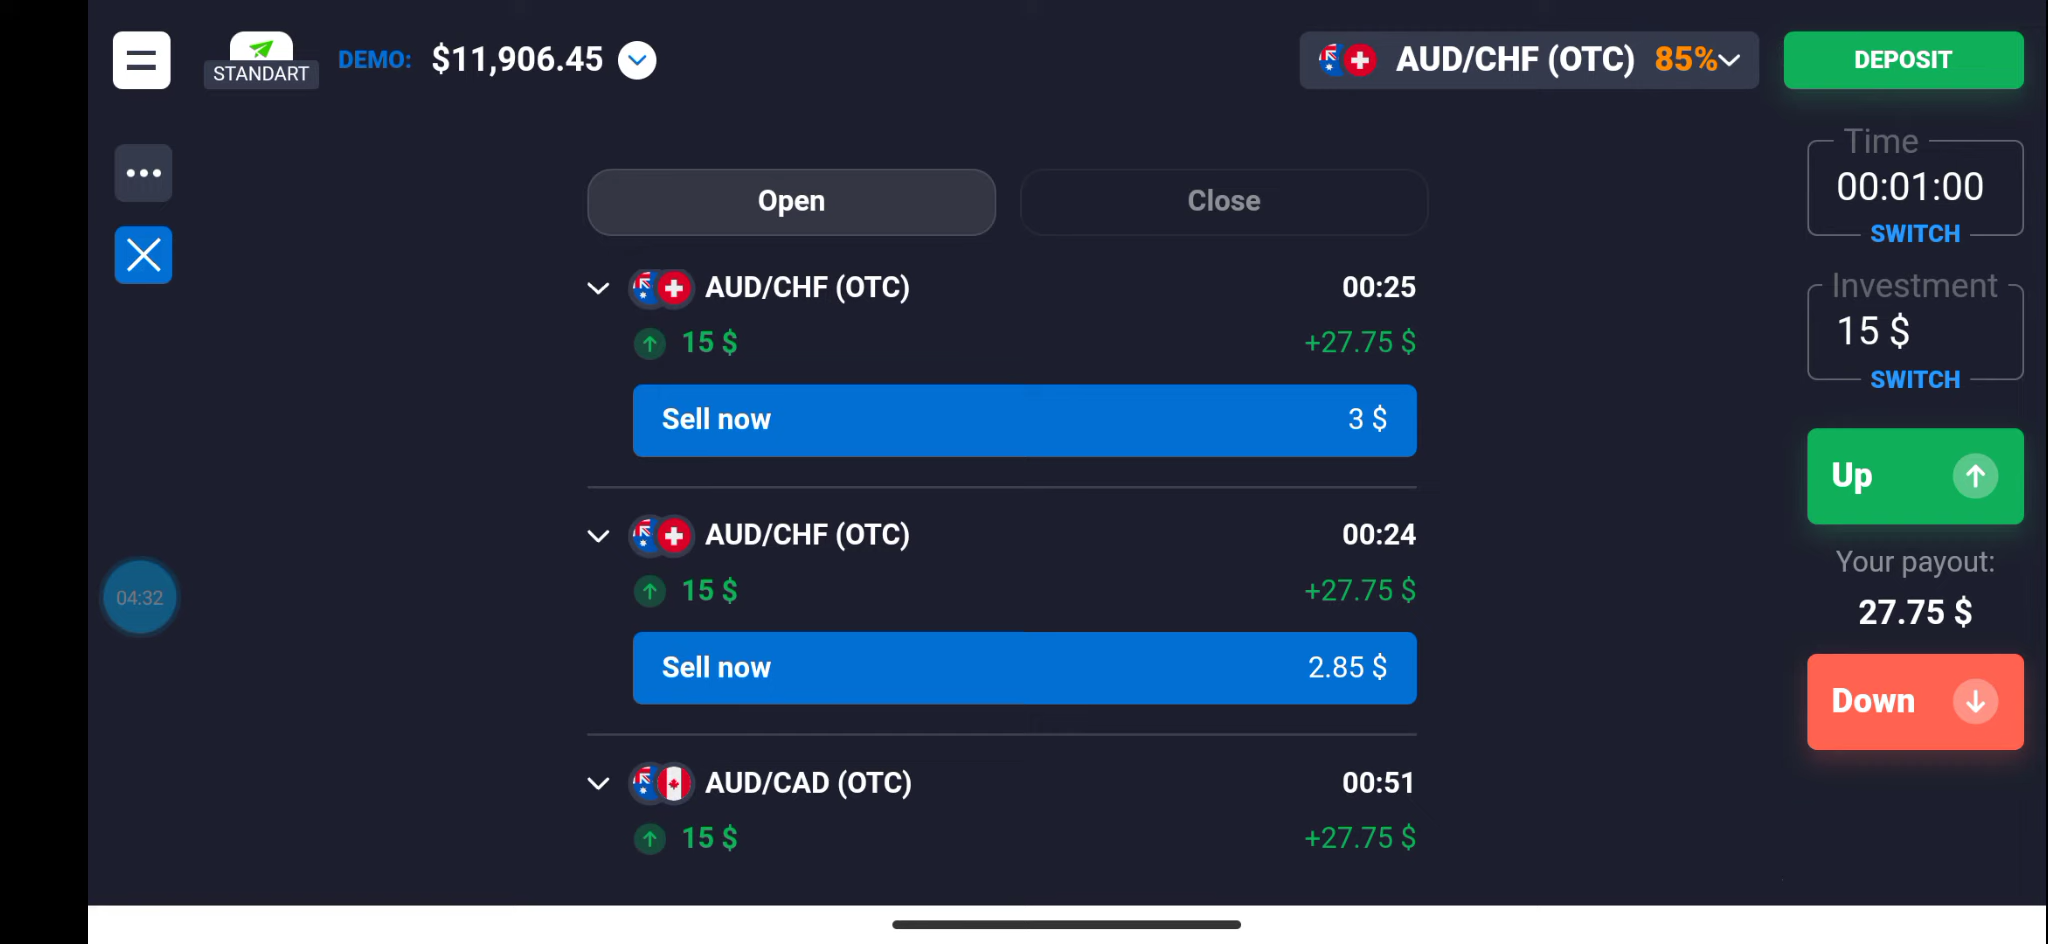 STANDART
DEMO: $11,906.45
AUD/CHF (OTC) 85%
DEPOSIT
Open
Close
Time
00:01:00
SWITCH
Investment
15 $
SWITCH
AUD/CHF (OTC) 00:25
15 $ +27.75 $
Sell now 3 $
AUD/CHF (OTC) 00:24
15 $ +27.75 $
Sell now 2.85 $
AUD/CAD (OTC) 00:51
15 $ +27.75 $
Up
Your payout:
27.75 $
Down
04:32